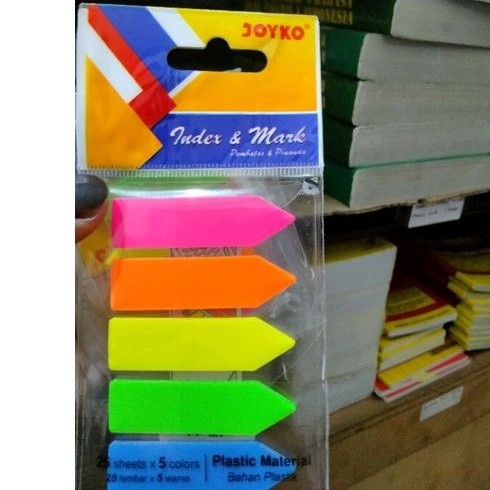 JOYKO
Index & Mark
Pembatas & Penanda
25 sheets x 5 colors
25 lembar x 5 warna
Plastic Material
Bahan Plastik